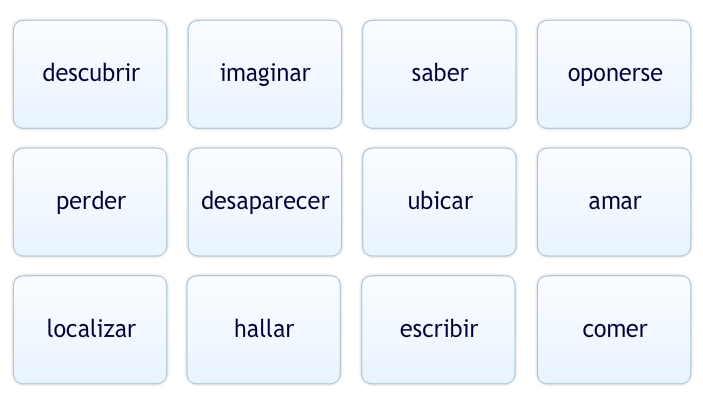 descubrir
imaginar
saber
oponerse
perder
desaparecer
ubicar
amar
localizar
hallar
escribir
comer